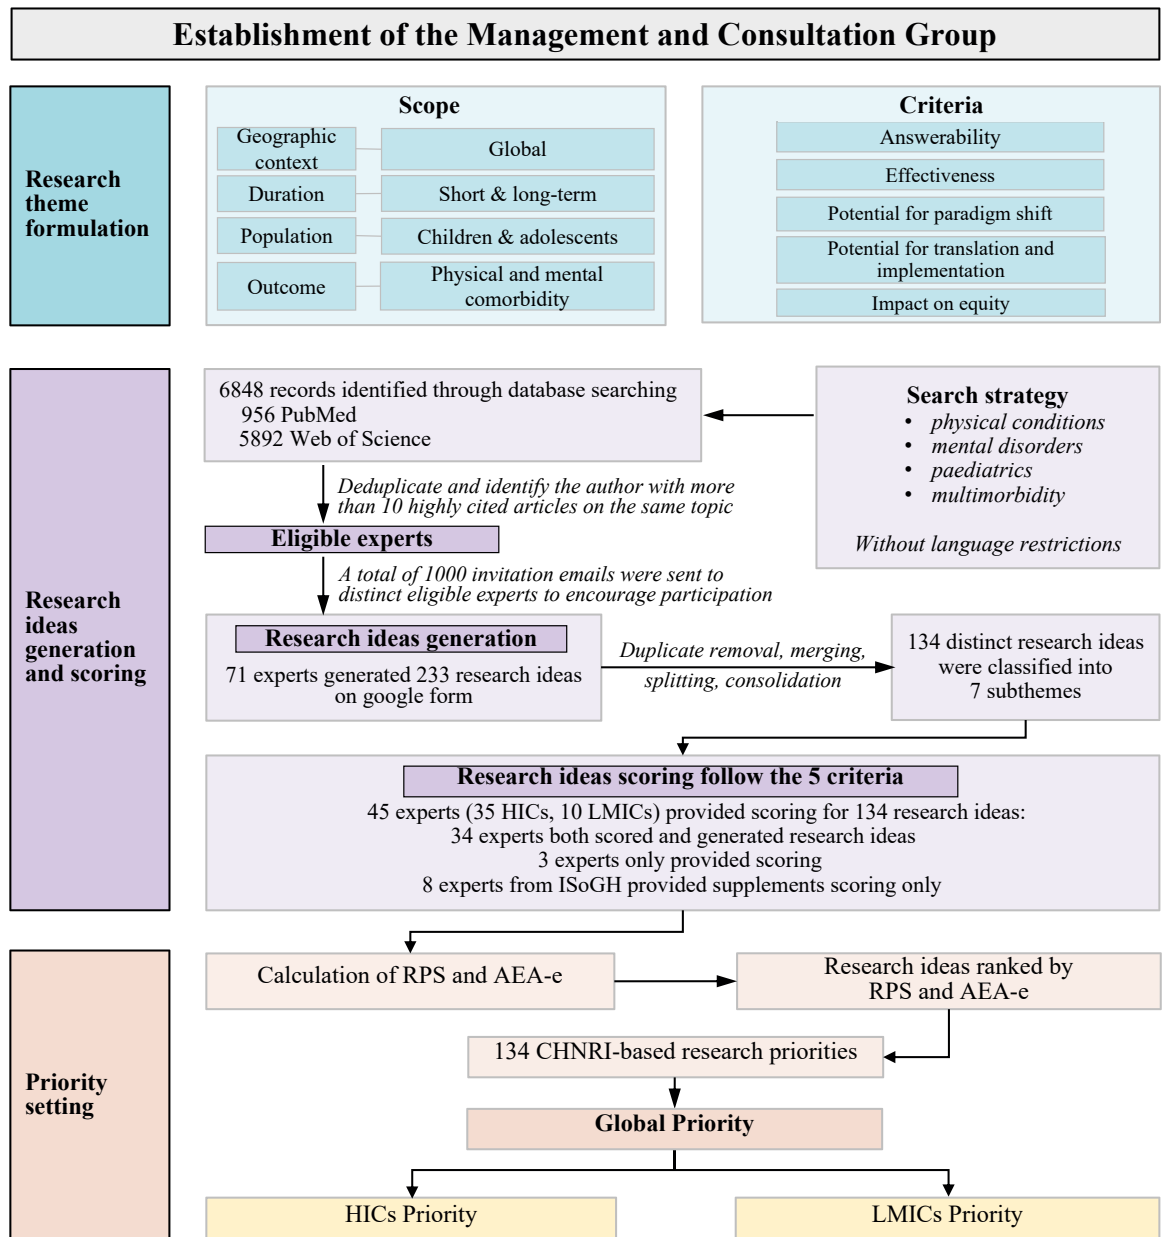 Establishment of the Management and Consultation Group
Research
theme
formulation
Scope
Geographic
context
Global
Duration
Short & long-term
Population
Children & adolescents
Outcome
Physical and mental
comorbidity
Criteria
Answerability
Effectiveness
Potential for paradigm shift
Potential for translation and
implementation
Impact on equity
Research
ideas
generation
and scoring
6848 records identified through database searching
956 PubMed
5892 Web of Science
Search strategy
• physical conditions
• mental disorders
• paediatrics
• multimorbidity
Without language restrictions
Deduplicate and identify the author with more
than 10 highly cited articles on the same topic
Eligible experts
A total of 1000 invitation emails were sent to
distinct eligible experts to encourage participation
Research ideas generation
71 experts generated 233 research ideas
on google form
Duplicate removal, merging,
splitting, consolidation
134 distinct research ideas
were classified into
7 subthemes
Research ideas scoring follow the 5 criteria
45 experts (35 HICs, 10 LMICs) provided scoring for 134 research ideas:
34 experts both scored and generated research ideas
3 experts only provided scoring
8 experts from ISoGH provided supplements scoring only
Priority
setting
Calculation of RPS and AEA-e
Research ideas ranked by
RPS and AEA-e
134 CHNRI-based research priorities
Global Priority
HICs Priority
LMICs Priority